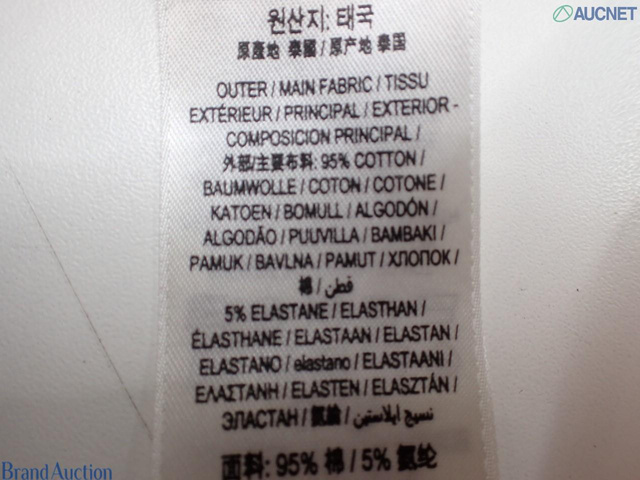 AUCNET
원산지: 태국
原產地 泰國 / 原产地 泰国
OUTER / MAIN FABRIC / TISSU
EXTÉRIEUR / PRINCIPAL / EXTERIOR -
COMPOSICION PRINCIPAL /
外部/主要布料: 95% COTTON /
BAUMWOLLE / COTON / COTONE /
KATOEN / BOMULL / ALGODÓN /
ALGODÃO / PUUVILLA / BAMBAKI /
PAMUK / BAVLNA / PAMUT / ХЛОПОК /
棉 / قطن /
5% ELASTANE / ELASTHAN /
ÉLASTHANE / ELASTAAN / ELASTAN /
ELASTANO / elastano / ELASTAANI /
ΕΛΑΣΤΑΝΗ / ELASTEN / ELASZTÁN /
ЭЛАСТАН / 氨綸 / نسيج ايلاستين /
面料: 95% 棉 / 5% 氨纶
Brand Auction